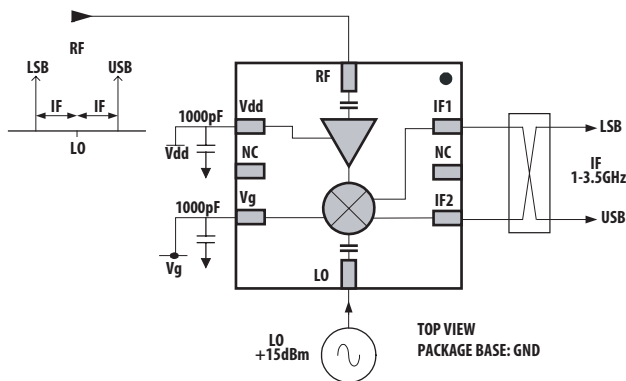 RF
LSB
USB
IF
IF
LO
1000pF
Vdd
Vdd
NC
1000pF
Vg
Vg
RF
IF1
NC
IF2
LO
LSB
IF
1-3.5GHz
USB
LO
+15dBm
TOP VIEW
PACKAGE BASE: GND